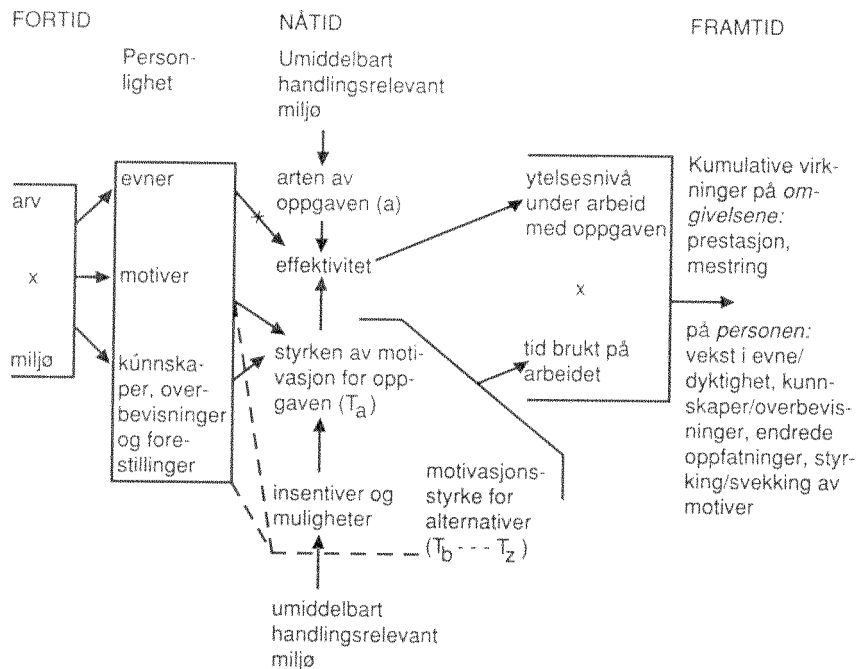 FORTID
NÅTID
FRAMTID
Person-
lighet
Umiddelbart
handlingsrelevant
miljø
arv
x
miljø
evner
motiver
kúnnska-
per, over-
bevisninger
og fore-
stillinger
arten av
oppgaven (a)
effektivitet
styrken av moti-
vasjon for opp-
gaven (Ta)
insentiver og
muligheter
umiddelbart
handlingsrelevant
miljø
motivasjons-
styrke for
alternativer
(Tb - - - Tz)
ytelsesnivå
under arbeid
med oppgaven
x
tid brukt på
arbeidet
Kumulative virk-
ninger på om-
givelsene:
prestasjon,
mestring
på personen:
vekst i evne/
dyktighet, kunn-
skaper/overbevis-
ninger, endrede
oppfatninger, styr-
king/svekking av
motiver